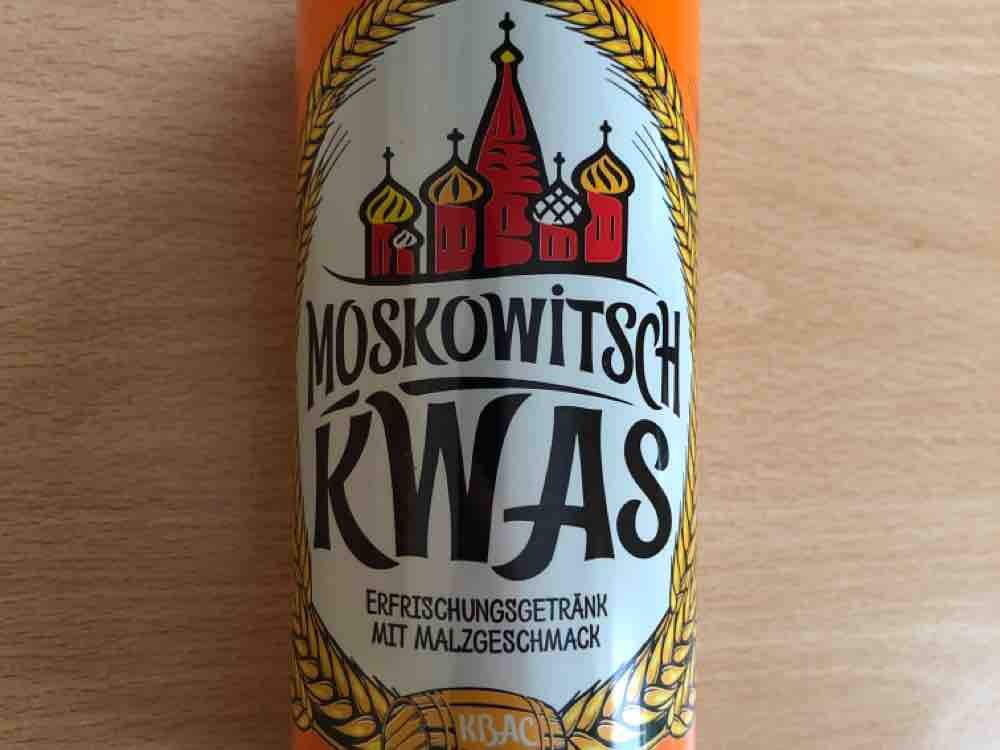 MOSKOWITSCH
KWAS
ERFRISCHUNGSGETRÄNK
MIT MALZGESCHMACK
КВАС